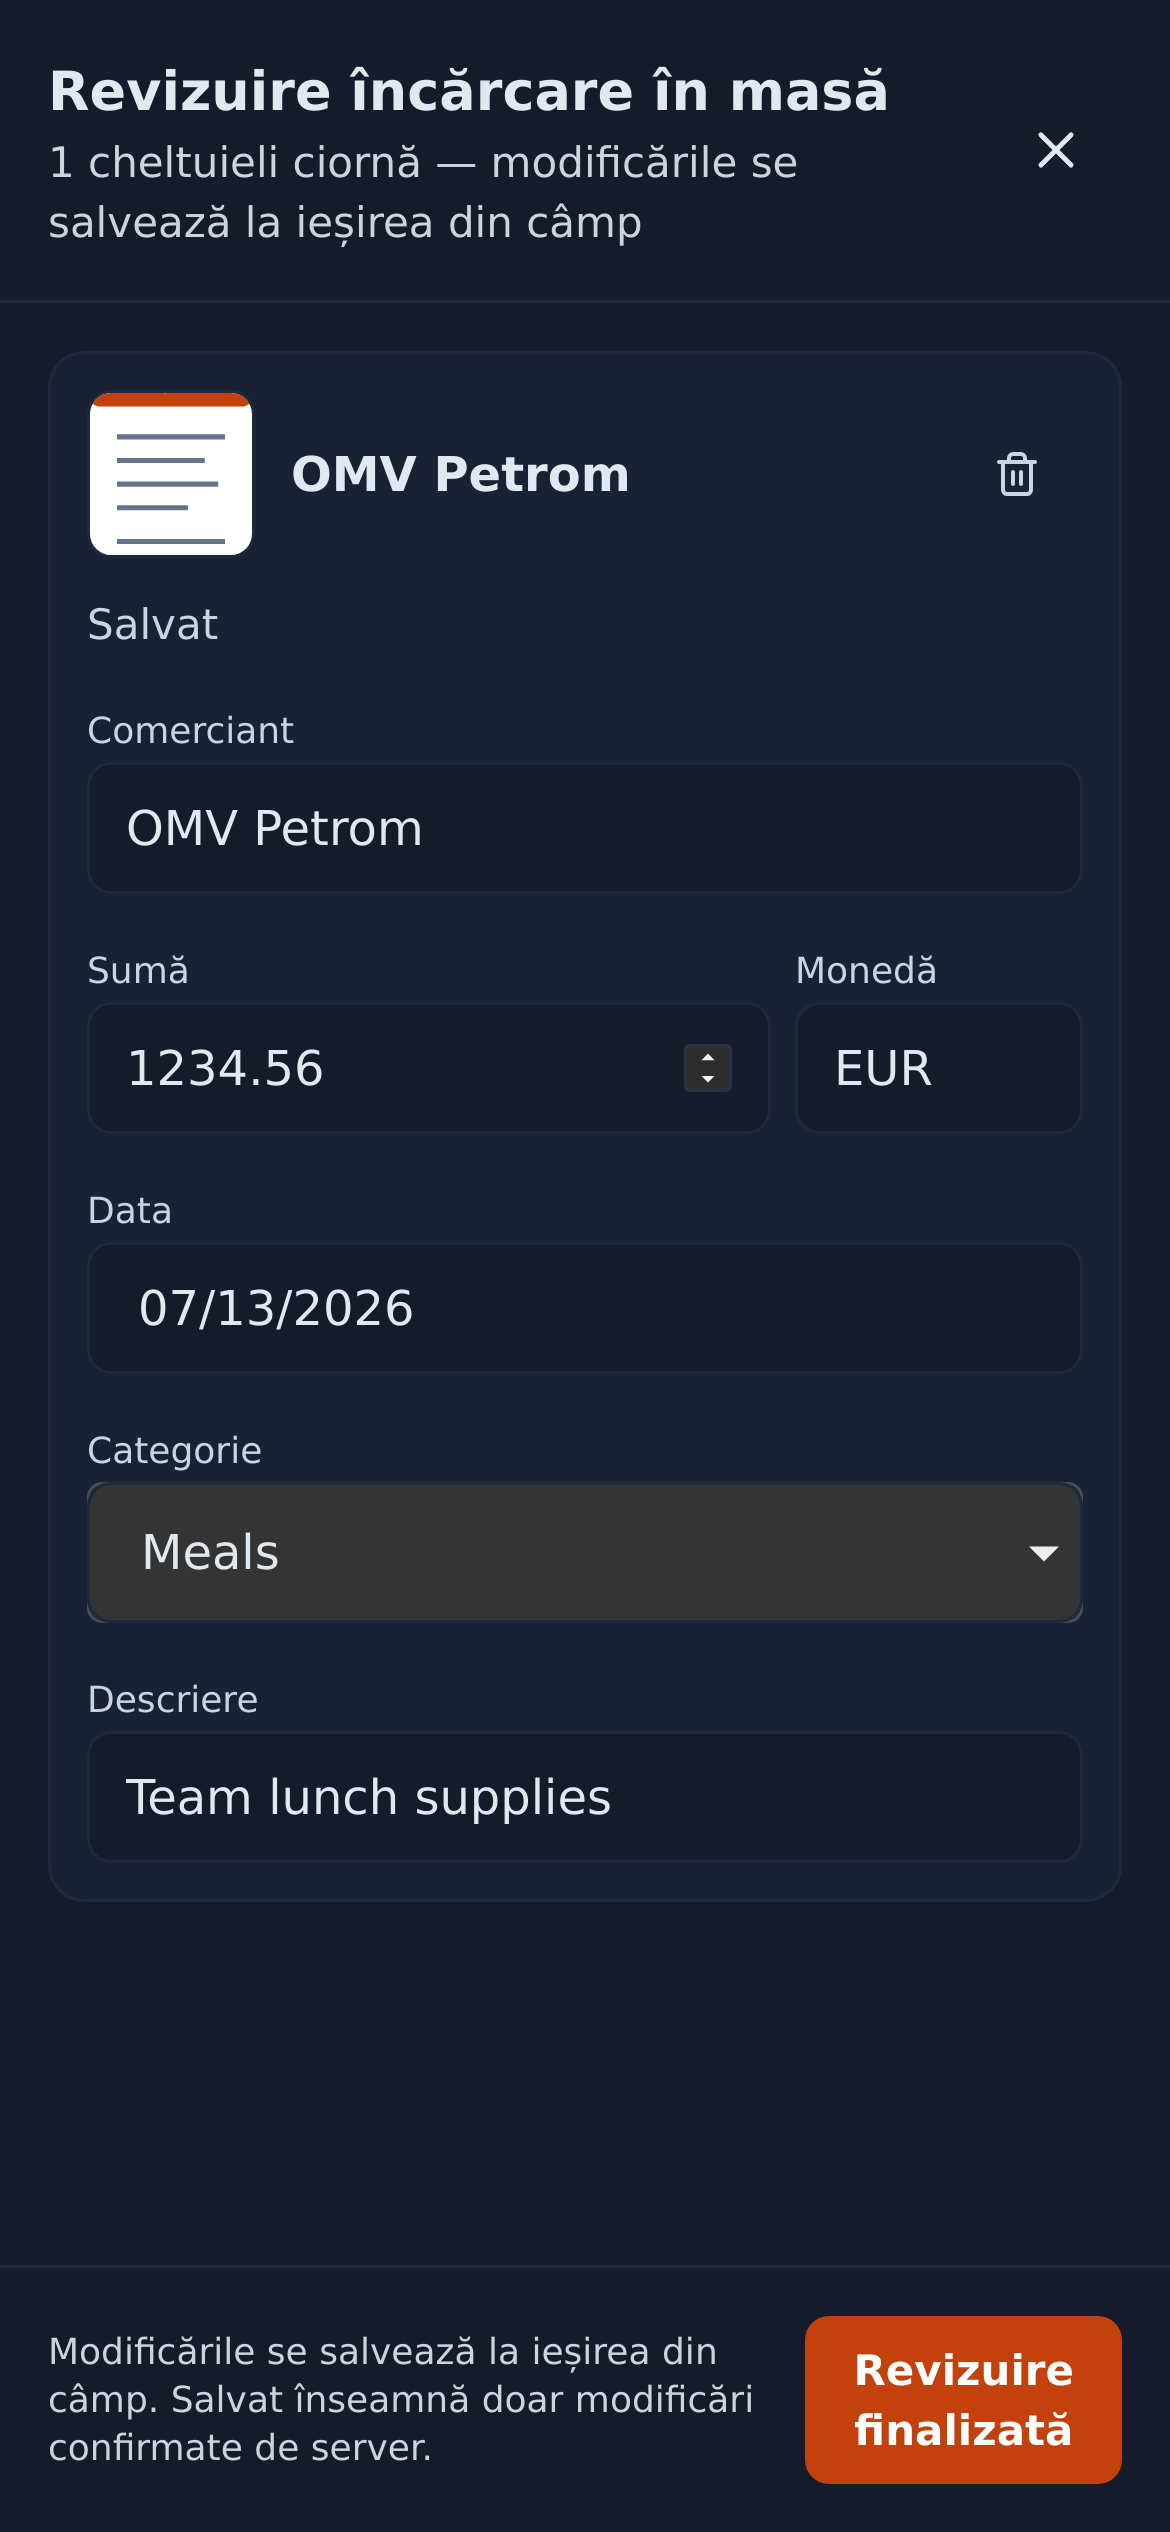 Revizuire încărcare în masă
1 cheltuieli ciornă — modificările se
salvează la ieșirea din câmp
OMV Petrom
Salvat
Comerciant
OMV Petrom
Sumă
Monedă
1234.56
EUR
Data
07/13/2026
Categorie
Meals
Descriere
Team lunch supplies
Modificările se salvează la ieșirea din
câmp. Salvat înseamnă doar modificări
confirmate de server.
Revizuire
finalizată